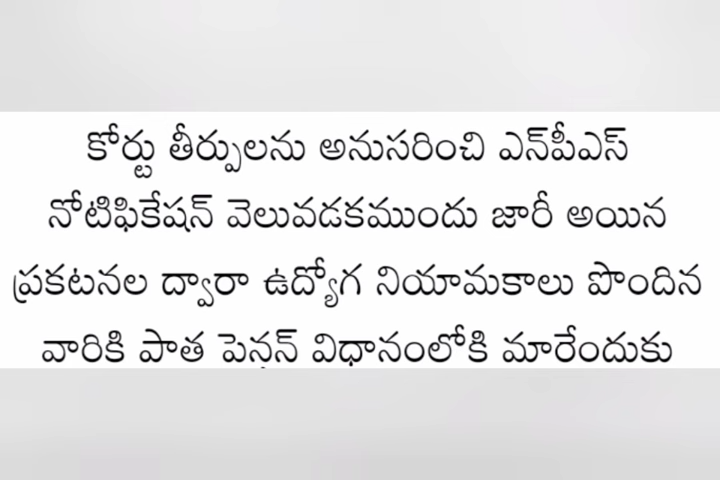 కోర్టు తీర్పులను అనుసరించి ఎన్‌పీఎస్
నోటిఫికేషన్ వెలువడకముందు జారీ అయిన
ప్రకటనల ద్వారా ఉద్యోగ నియామకాలు పొందిన
వారికి పాత పెన్షన్ విధానంలోకి మారేందుకు